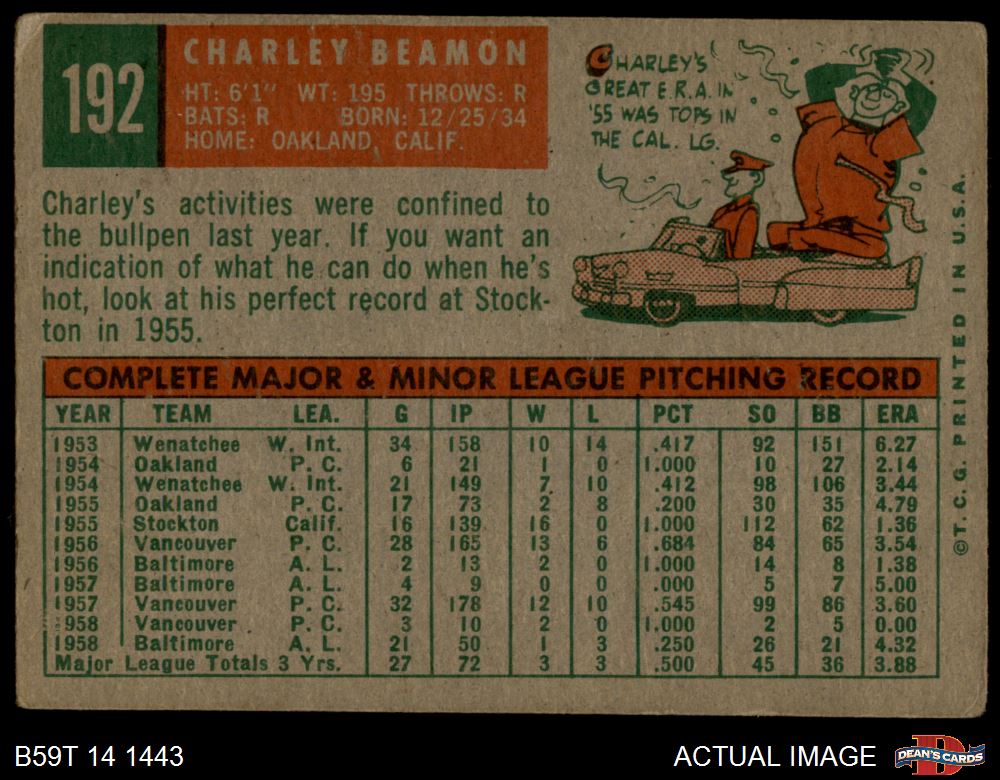 192
CHARLEY BEAMON
HT: 6'1" WT: 195 THROWS: R
BATS: R BORN: 12/25/34
HOME: OAKLAND, CALIF.
CHARLEY'S
GREAT E.R.A. IN
'55 WAS TOPS IN
THE CAL. LG.
Charley's activities were confined to
the bullpen last year. If you want an
indication of what he can do when he's
hot, look at his perfect record at Stock-
ton in 1955.
COMPLETE MAJOR & MINOR LEAGUE PITCHING RECORD
YEAR TEAM LEA. G IP W L PCT SO BB ERA
1953 Wenatchee W. Int. 34 158 10 14 .417 92 151 6.27
1954 Oakland P. C. 6 21 1 0 1.000 10 27 2.14
1954 Wenatchee W. Int. 21 149 7 10 .412 98 106 3.44
1955 Oakland P. C. 17 73 2 8 .200 30 35 4.79
1955 Stockton Calif. 16 139 16 0 1.000 112 62 1.36
1956 Vancouver P. C. 28 165 13 6 .684 84 65 3.54
1956 Baltimore A. L. 2 13 2 0 1.000 14 8 1.38
1957 Baltimore A. L. 4 9 0 0 .000 5 7 5.00
1957 Vancouver P. C. 32 178 12 10 .545 99 86 3.60
1958 Vancouver P. C. 3 10 2 0 1.000 2 5 0.00
1958 Baltimore A. L. 21 50 1 3 .250 26 21 4.32
Major League Totals 3 Yrs. 27 72 3 3 .500 45 36 3.88
©T. C. G. PRINTED IN U.S.A.
B59T 14 1443
ACTUAL IMAGE
D
DEAN'S CARDS